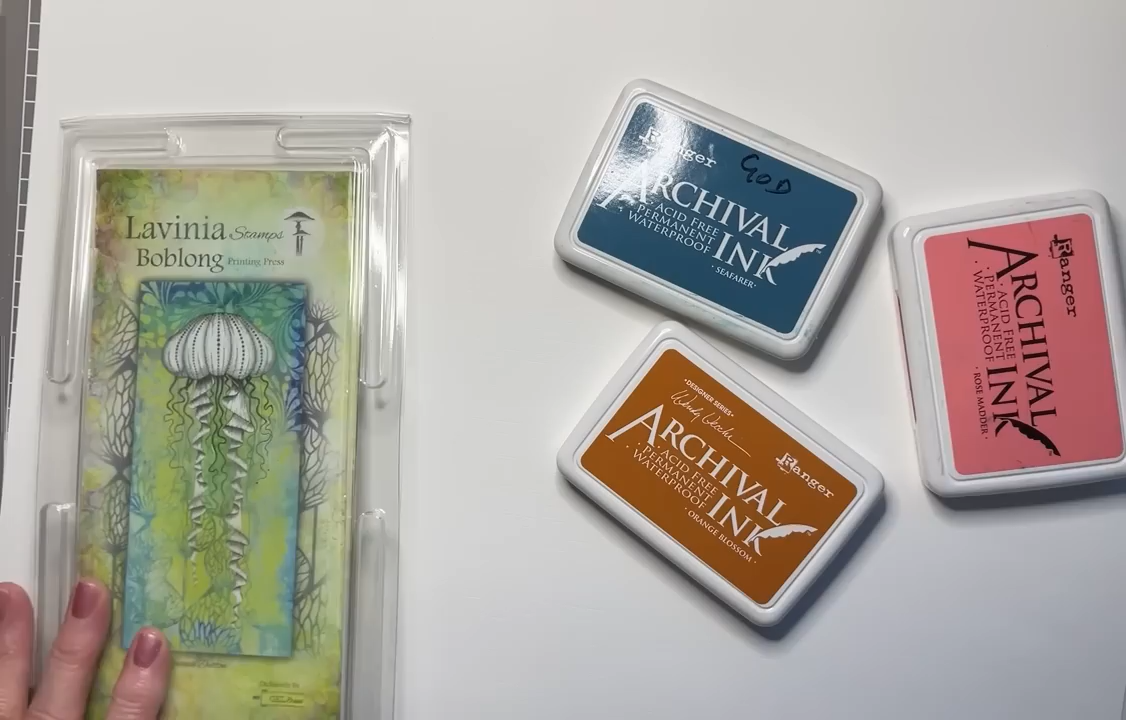 Lavinia Stamps
Boblong Printing Press
Ranger
GOD
ARCHIVAL
INK
ACID FREE
PERMANENT
WATERPROOF
· SEAFARER ·
·DESIGNER SERIES·
ARCHIVAL
INK
ACID FREE
PERMANENT
WATERPROOF
Ranger
· ORANGE BLOSSOM ·
Ranger
ARCHIVAL
INK
· ACID FREE
· PERMANENT
· WATERPROOF
· ROSE MADDER ·